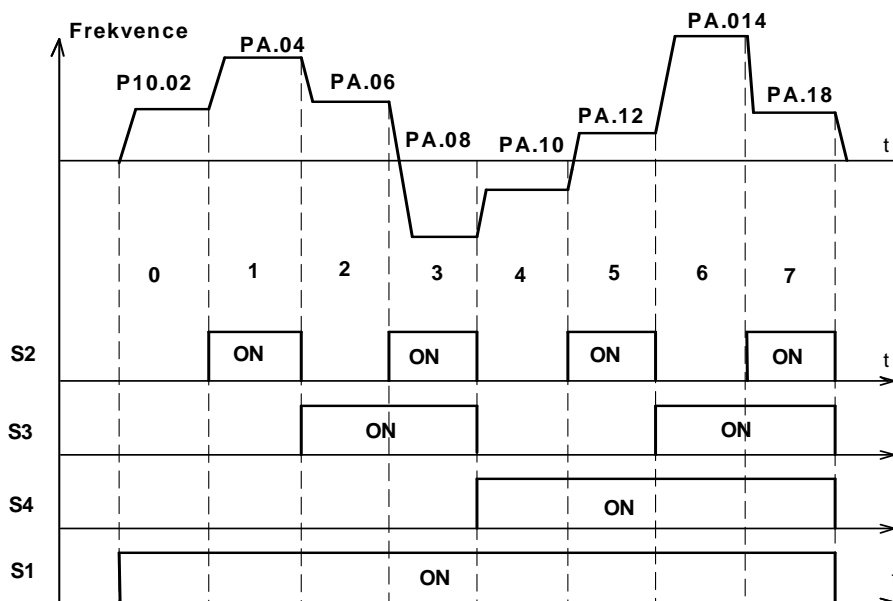 Frekvence
P10.02
PA.04
PA.06
PA.08
PA.10
PA.12
PA.014
PA.18
t
0 1 2 3 4 5 6 7
S2 ON ON ON ON t
S3 ON ON
S4 ON
S1 ON